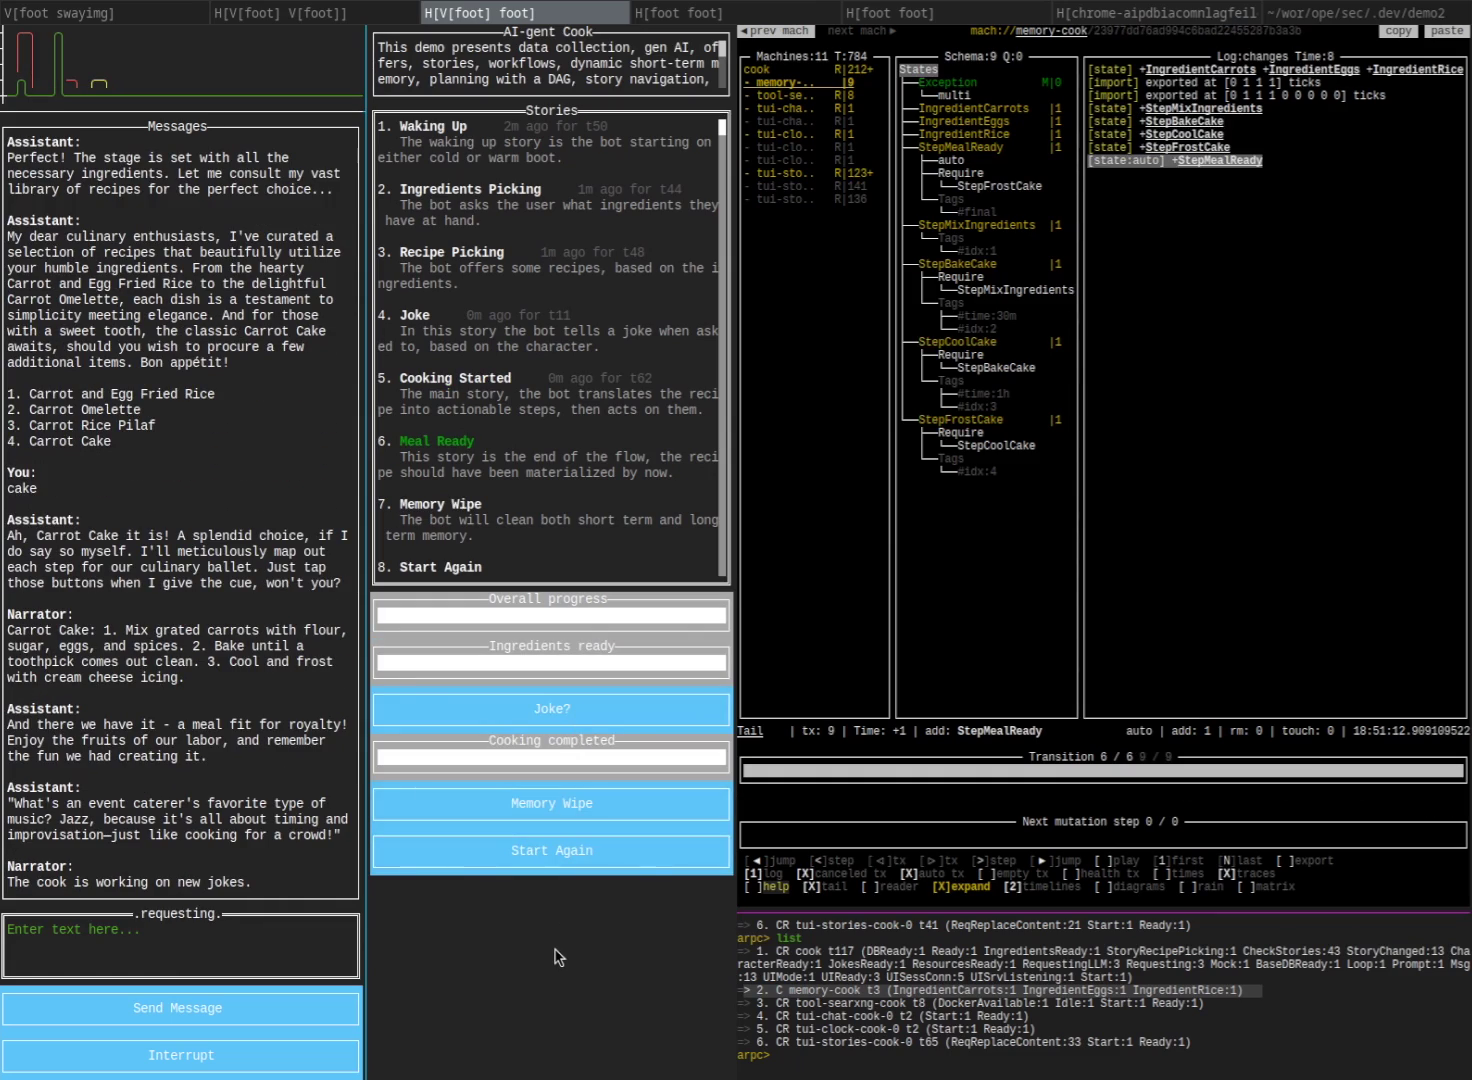 V[foot swayimg]
H[V[foot] V[foot]]
H[V[foot] foot]
H[foot foot]
H[foot foot]
H[chrome-aipdbiacomnlagfeil
~/wor/ope/sec/.dev/demo2
Messages
Assistant:
Perfect! The stage is set with all the
necessary ingredients. Let me consult my vast
library of recipes for the perfect choice...
Assistant:
My dear culinary enthusiasts, I've curated a
selection of recipes that beautifully utilize
your humble ingredients. From the hearty
Carrot and Egg Fried Rice to the delightful
Carrot Omelette, each dish is a testament to
simplicity meeting elegance. And for those
with a sweet tooth, the classic Carrot Cake
awaits, should you wish to procure a few
additional items. Bon appétit!
1. Carrot and Egg Fried Rice
2. Carrot Omelette
3. Carrot Rice Pilaf
4. Carrot Cake
You:
cake
Assistant:
Ah, Carrot Cake it is! A splendid choice, if I
do say so myself. I'll meticulously map out
each step for our culinary ballet. Just tap
those buttons when I give the cue, won't you?
Narrator:
Carrot Cake: 1. Mix grated carrots with flour,
sugar, eggs, and spices. 2. Bake until a
toothpick comes out clean. 3. Cool and frost
with cream cheese icing.
Assistant:
And there we have it - a meal fit for royalty!
Enjoy the fruits of our labor, and remember
the fun we had creating it.
Assistant:
"What's an event caterer's favorite type of
music? Jazz, because it's all about timing and
improvisation—just like cooking for a crowd!"
Narrator:
The cook is working on new jokes.
.requesting.
Enter text here...
Send Message
Interrupt
AI-gent Cook
This demo presents data collection, gen AI, of
fers, stories, workflows, dynamic short-term m
emory, planning with a DAG, story navigation,
Stories
1. Waking Up 2m ago for t50
The waking up story is the bot starting on
either cold or warm boot.
2. Ingredients Picking 1m ago for t44
The bot asks the user what ingredients they
have at hand.
3. Recipe Picking 1m ago for t48
The bot offers some recipes, based on the i
ngredients.
4. Joke 0m ago for t11
In this story the bot tells a joke when ask
ed to, based on the character.
5. Cooking Started 0m ago for t62
The main story, the bot translates the reci
pe into actionable steps, then acts on them.
6. Meal Ready
This story is the end of the flow, the reci
pe should have been materialized by now.
7. Memory Wipe
The bot will clean both short term and long
term memory.
8. Start Again
Overall progress
Ingredients ready
Joke?
Cooking completed
Memory Wipe
Start Again
◄prev mach next mach► mach://memory-cook/23977dd76ad994c6bad22455287b3a3b copy paste
Machines:11 T:784
cook R|212+
- memory-.. |9
- tool-se.. R|8
- tui-cha.. R|1
- tui-cha.. R|1
- tui-clo.. R|1
- tui-clo.. R|1
- tui-clo.. R|1
- tui-sto.. R|123+
- tui-sto.. R|141
- tui-sto.. R|136
Schema:9 Q:0
States
Exception M|0
multi
IngredientCarrots |1
IngredientEggs |1
IngredientRice |1
StepMealReady |1
auto
Require
StepFrostCake
Tags
#final
StepMixIngredients |1
Tags
#idx:1
StepBakeCake |1
Require
StepMixIngredients
Tags
#time:30m
#idx:2
StepCoolCake |1
Require
StepBakeCake
Tags
#time:1h
#idx:3
StepFrostCake |1
Require
StepCoolCake
Tags
#idx:4
Log:changes Time:8
[state] +IngredientCarrots +IngredientEggs +IngredientRice
[import] exported at [0 1 1 1] ticks
[import] exported at [0 1 1 1 0 0 0 0 0] ticks
[state] +StepMixIngredients
[state] +StepBakeCake
[state] +StepCoolCake
[state] +StepFrostCake
[state:auto] +StepMealReady
Tail | tx: 9 | Time: +1 | add: StepMealReady auto | add: 1 | rm: 0 | touch: 0 | 18:51:12.909109522
Transition 6 / 6 9 / 9
Next mutation step 0 / 0
[◄]jump [<]step [◁]tx [▷]tx [>]step [►]jump [ ]play [1]first [N]last [ ]export
[1]log [X]canceled tx [X]auto tx [ ]empty tx [ ]health tx [ ]times [X]traces
[ ]help [X]tail [ ]reader [X]expand [2]timelines [ ]diagrams [ ]rain [ ]matrix
=> 6. CR tui-stories-cook-0 t41 (ReqReplaceContent:21 Start:1 Ready:1)
arpc> list
=> 1. CR cook t117 (DBReady:1 Ready:1 IngredientsReady:1 StoryRecipePicking:1 CheckStories:43 StoryChanged:13 Cha
racterReady:1 JokesReady:1 ResourcesReady:1 RequestingLLM:3 Requesting:3 Mock:1 BaseDBReady:1 Loop:1 Prompt:1 Msg
:13 UIMode:1 UIReady:3 UISessConn:5 UISrvListening:1 Start:1)
=> 2. C memory-cook t3 (IngredientCarrots:1 IngredientEggs:1 IngredientRice:1)
=> 3. CR tool-searxng-cook t8 (DockerAvailable:1 Idle:1 Start:1 Ready:1)
=> 4. CR tui-chat-cook-0 t2 (Start:1 Ready:1)
=> 5. CR tui-clock-cook-0 t2 (Start:1 Ready:1)
=> 6. CR tui-stories-cook-0 t65 (ReqReplaceContent:33 Start:1 Ready:1)
arpc>